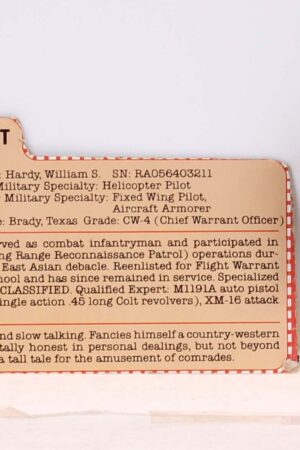 T
: Hardy, William S. SN: RA056403211
Military Specialty: Helicopter Pilot
Military Specialty: Fixed Wing Pilot,
Aircraft Armorer
: Brady, Texas Grade: CW-4 (Chief Warrant Officer)
rved as combat infantryman and participated in
ng Range Reconnaissance Patrol) operations dur-
East Asian debacle. Reenlisted for Flight Warrant
hool and has since remained in service. Specialized
CLASSIFIED. Qualified Expert: M1191A auto pistol
ingle action .45 long Colt revolvers), XM-16 attack
nd slow talking. Fancies himself a country-western
tally honest in personal dealings, but not beyond
a tall tale for the amusement of comrades.